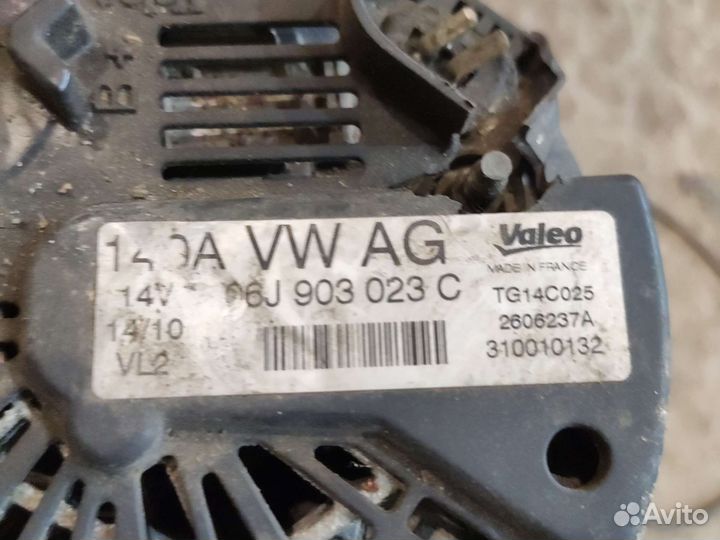 B+
140A VW AG
Valeo
MADE IN FRANCE
14V 06J 903 023 C
TG14C025
14/10
2606237A
VL2
310010132
Avito